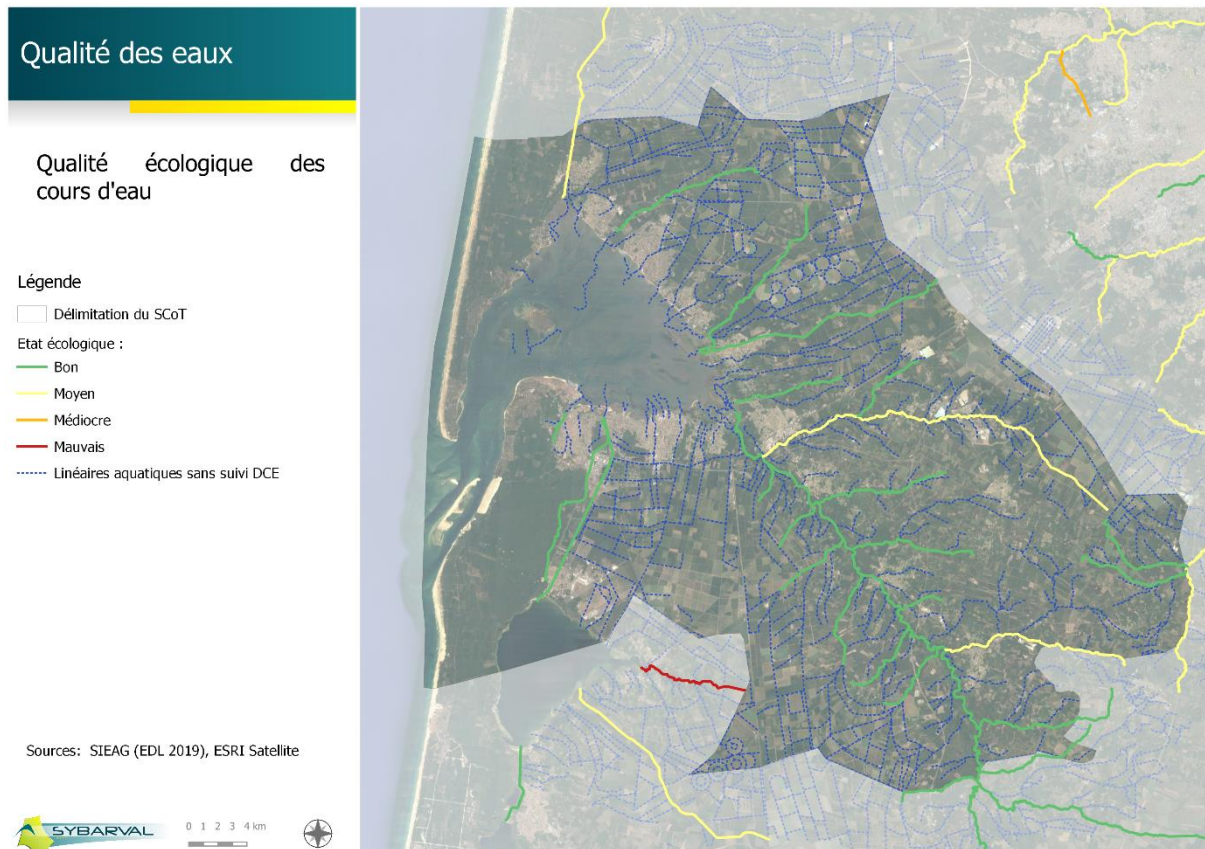 Qualité des eaux
Qualité écologique des
cours d'eau
Légende
Délimitation du SCoT
Etat écologique :
Bon
Moyen
Médiocre
Mauvais
Linéaires aquatiques sans suivi DCE
Sources: SIEAG (EDL 2019), ESRI Satellite
SYBARVAL
0 1 2 3 4 km